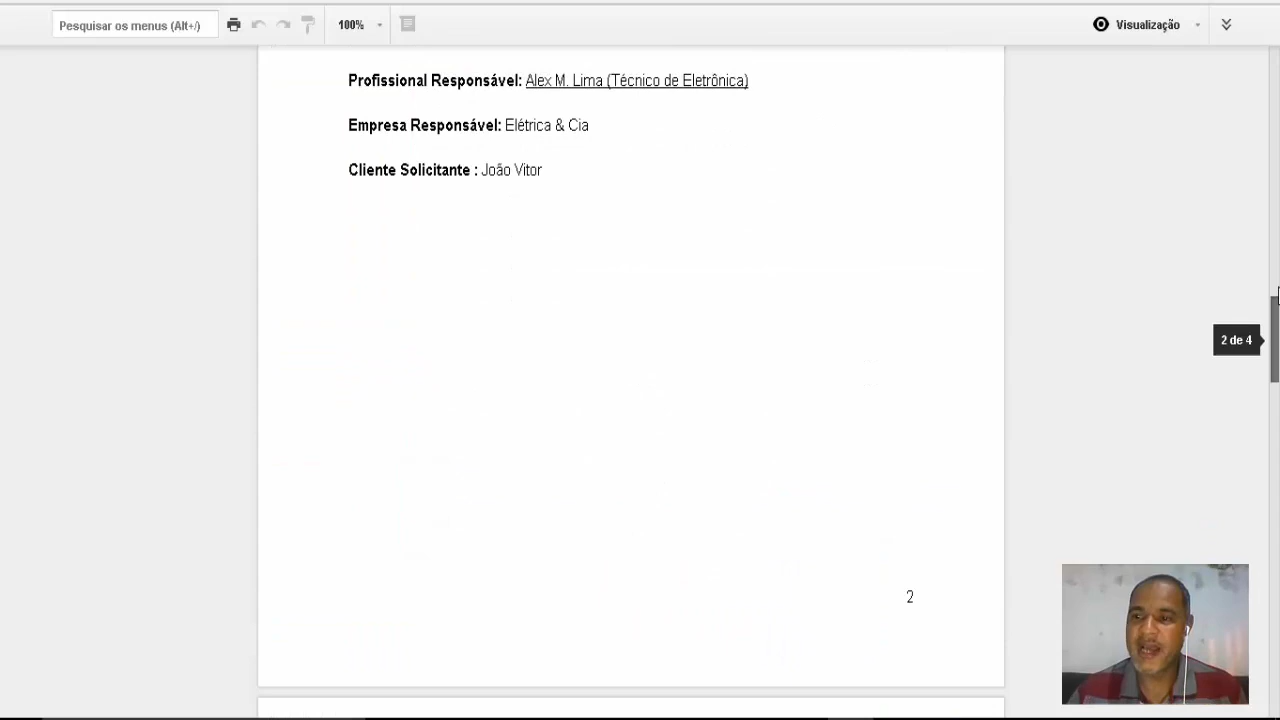 Pesquisar os menus (Alt+/)
100%
Visualização
Profissional Responsável: Alex M. Lima (Técnico de Eletrônica)
Empresa Responsável: Elétrica & Cia
Cliente Solicitante : João Vitor
2 de 4
2